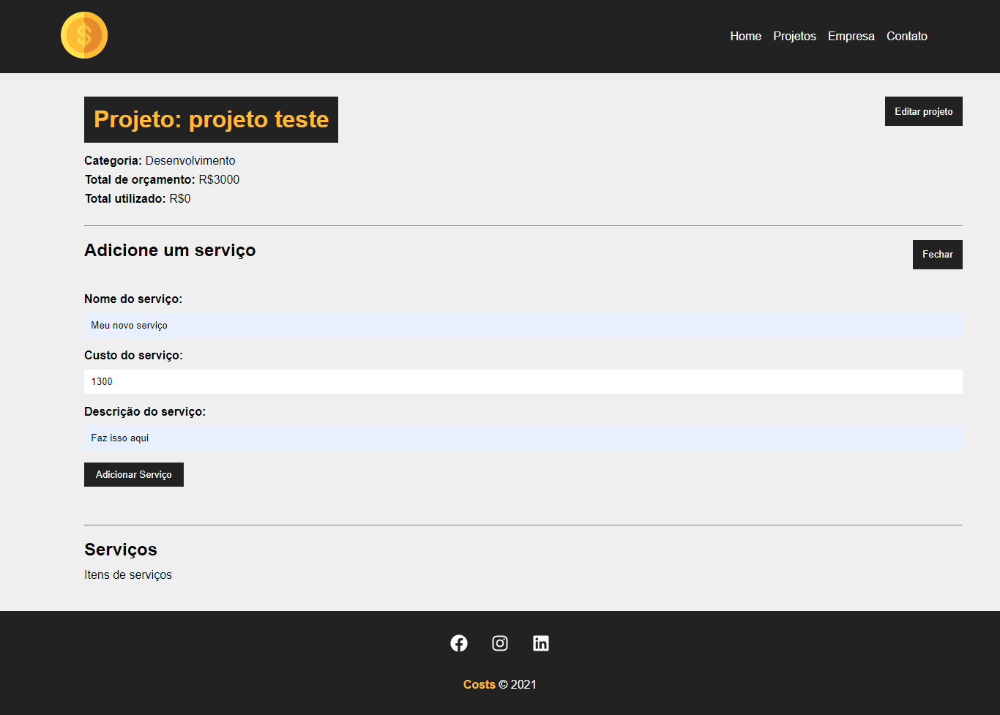 $
Home Projetos Empresa Contato
Projeto: projeto teste
Editar projeto
Categoria: Desenvolvimento
Total de orçamento: R$3000
Total utilizado: R$0
Adicione um serviço
Fechar
Nome do serviço:
Meu novo serviço
Custo do serviço:
1300
Descrição do serviço:
Faz isso aqui
Adicionar Serviço
Serviços
Itens de serviços
Costs © 2021